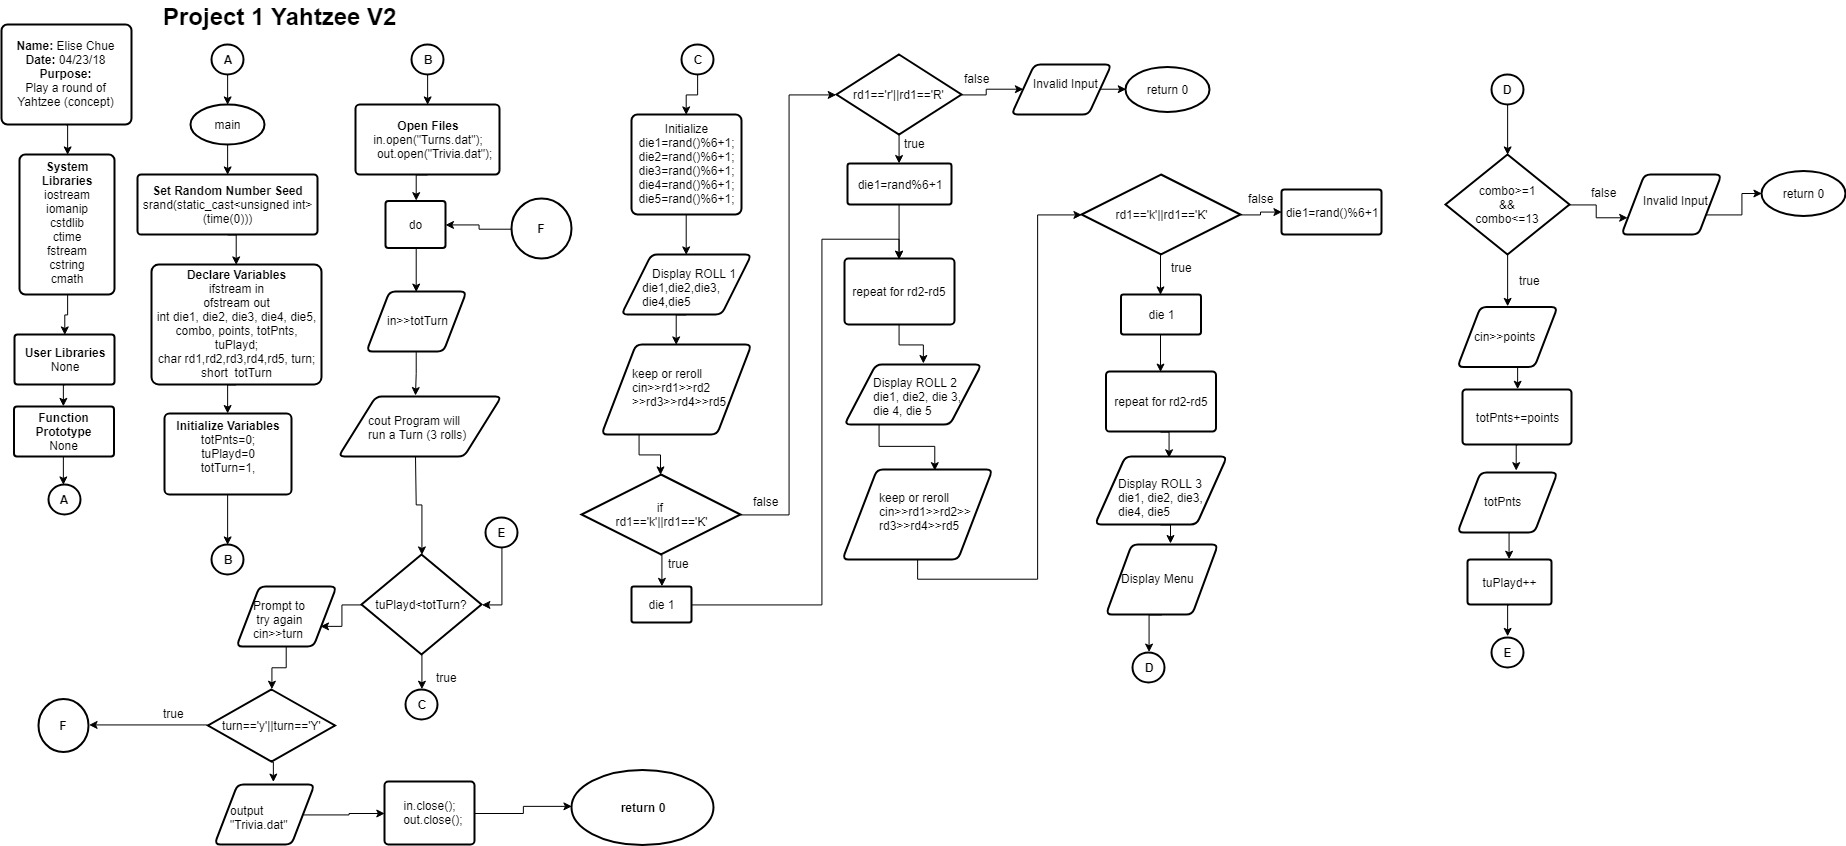 Project 1 Yahtzee V2
Name: Elise Chue
Date: 04/23/18
Purpose:
Play a round of
Yahtzee (concept)
System
Libraries
iostream
iomanip
cstdlib
ctime
fstream
cstring
cmath
User Libraries
None
Function
Prototype
None
A
A
main
Set Random Number Seed
srand(static_cast<unsigned int>
(time(0)))
Declare Variables
ifstream in
ofstream out
int die1, die2, die3, die4, die5,
combo, points, totPnts,
tuPlayd;
char rd1,rd2,rd3,rd4,rd5, turn;
short totTurn
Initialize Variables
totPnts=0;
tuPlayd=0
totTurn=1,
B
B
Open Files
in.open("Turns.dat");
out.open("Trivia.dat");
do
F
in>>totTurn
cout Program will
run a Turn (3 rolls)
E
tuPlayd<totTurn?
true
C
Prompt to
try again
cin>>turn
turn=='y'||turn=='Y'
true
F
output
"Trivia.dat"
in.close();
out.close();
return 0
C
Initialize
die1=rand()%6+1;
die2=rand()%6+1;
die3=rand()%6+1;
die4=rand()%6+1;
die5=rand()%6+1;
Display ROLL 1
die1,die2,die3,
die4,die5
keep or reroll
cin>>rd1>>rd2
>>rd3>>rd4>>rd5
if
rd1=='k'||rd1=='K'
false
true
die 1
rd1=='r'||rd1=='R'
false
Invalid Input
return 0
true
die1=rand%6+1
repeat for rd2-rd5
Display ROLL 2
die1, die2, die 3,
die 4, die 5
keep or reroll
cin>>rd1>>rd2>>
rd3>>rd4>>rd5
rd1=='k'||rd1=='K'
false
die1=rand()%6+1
true
die 1
repeat for rd2-rd5
Display ROLL 3
die1, die2, die3,
die4, die5
Display Menu
D
D
combo>=1
&&
combo<=13
false
Invalid Input
return 0
true
cin>>points
totPnts+=points
totPnts
tuPlayd++
E